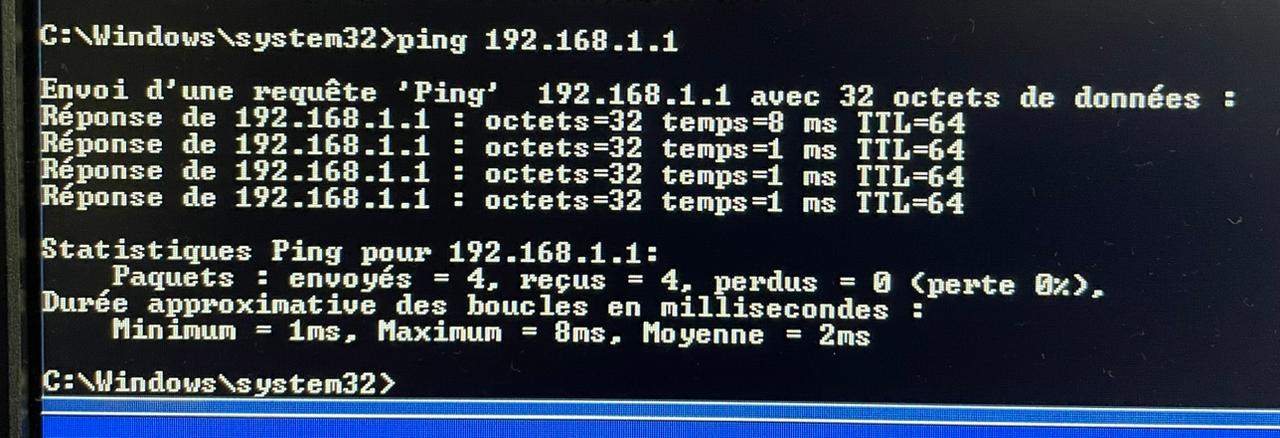 C:\Windows\system32>ping 192.168.1.1
Envoi d'une requête 'Ping'  192.168.1.1 avec 32 octets de données :
Réponse de 192.168.1.1 : octets=32 temps=8 ms TTL=64
Réponse de 192.168.1.1 : octets=32 temps=1 ms TTL=64
Réponse de 192.168.1.1 : octets=32 temps=1 ms TTL=64
Réponse de 192.168.1.1 : octets=32 temps=1 ms TTL=64
Statistiques Ping pour 192.168.1.1:
    Paquets : envoyés = 4, reçus = 4, perdus = 0 (perte 0%),
Durée approximative des boucles en millisecondes :
    Minimum = 1ms, Maximum = 8ms, Moyenne = 2ms
C:\Windows\system32>